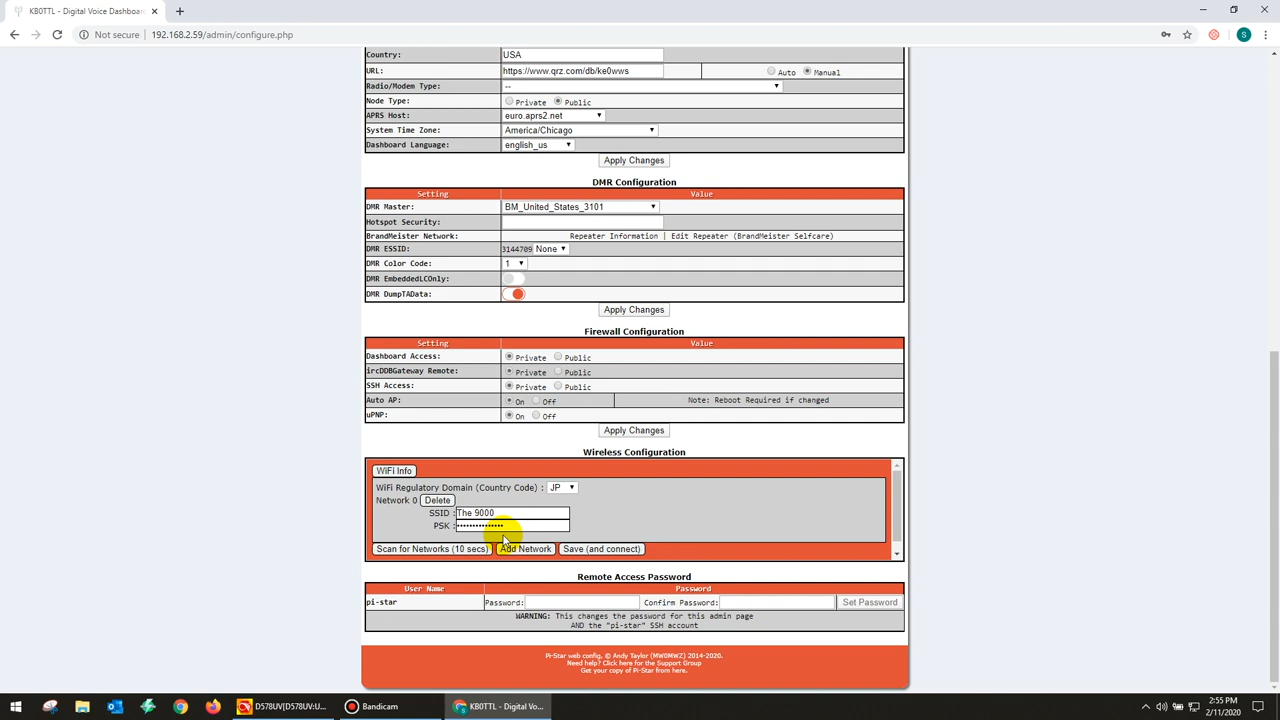 KB0TTL - Digital Voice Dashboar
Not secure 192.168.2.59/admin/configure.php
S
Country: USA
URL: https://www.qrz.com/db/ke0wws Auto Manual
Radio/Modem Type: --
Node Type: Private Public
APRS Host: euro.aprs2.net
System Time Zone: America/Chicago
Dashboard Language: english_us
Apply Changes
DMR Configuration
Setting Value
DMR Master: BM_United_States_3101
Hotspot Security:
BrandMeister Network: Repeater Information | Edit Repeater (BrandMeister Selfcare)
DMR ESSID: 3144709 None
DMR Color Code: 1
DMR EmbeddedLCOnly:
DMR DumpTAData:
Apply Changes
Firewall Configuration
Setting Value
Dashboard Access: Private Public
ircDDBGateway Remote: Private Public
SSH Access: Private Public
Auto AP: On Off Note: Reboot Required if changed
uPNP: On Off
Apply Changes
Wireless Configuration
WiFi Info
WiFi Regulatory Domain (Country Code) : JP
Network 0 Delete
SSID : The 9000
PSK : •••••••••••••••
Scan for Networks (10 secs) Add Network Save (and connect)
Remote Access Password
User Name Password
pi-star Password: Confirm Password: Set Password
WARNING: This changes the password for this admin page
AND the "pi-star" SSH account
Pi-Star web config, © Andy Taylor (MW0MWZ) 2014-2020.
Need help? Click here for the Support Group
Get your copy of Pi-Star from here.
D578UV[D578UV:U...
Bandicam
KB0TTL - Digital Vo...
2:55 PM
2/11/2020